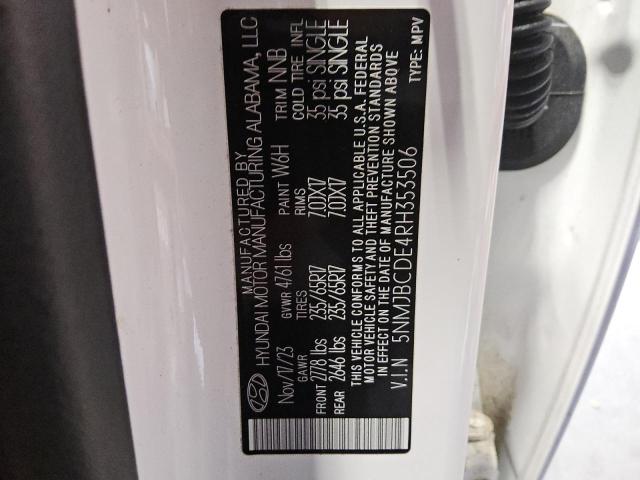 MANUFACTURED BY
HYUNDAI MOTOR MANUFACTURING ALABAMA, LLC
Nov/17/23 GVWR 4761 lbs PAINT W6H TRIM NNB
GAWR TIRES RIMS COLD TIRE INFL
FRONT 2778 lbs 235/65R17 7.0JX17 35 psi SINGLE
REAR 2646 lbs 235/65R17 7.0JX17 35 psi SINGLE
THIS VEHICLE CONFORMS TO ALL APPLICABLE U.S.A. FEDERAL
MOTOR VEHICLE SAFETY AND THEFT PREVENTION STANDARDS
IN EFFECT ON THE DATE OF MANUFACTURE SHOWN ABOVE
V.I.N 5NMJBCDE4RH353506 TYPE: MPV